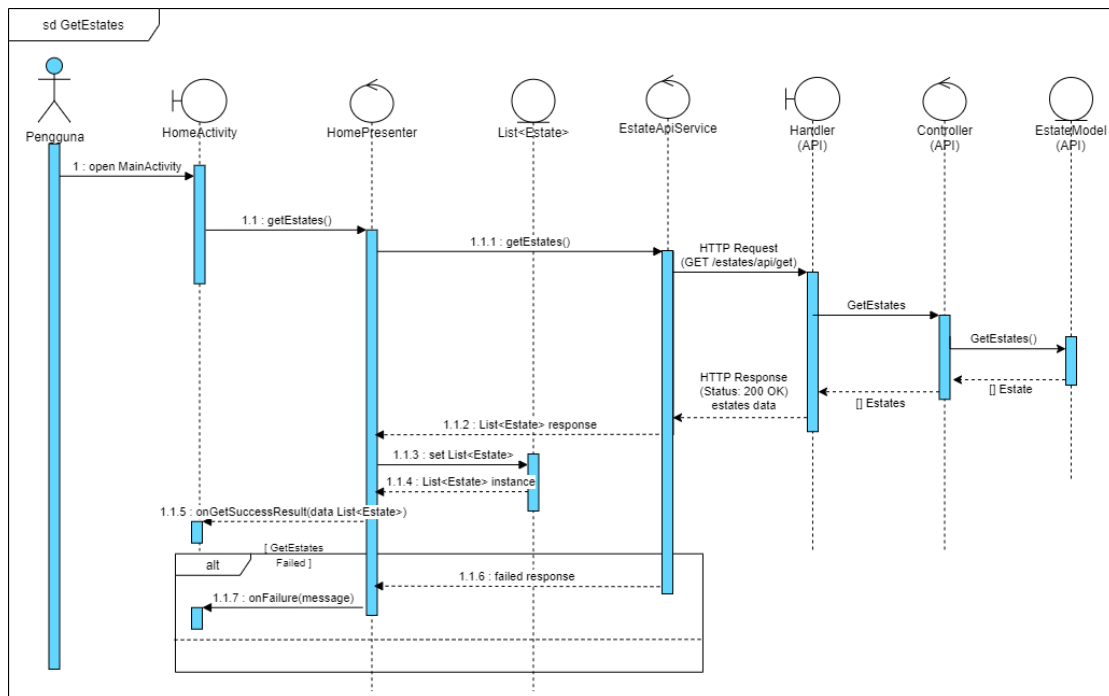 sd GetEstates
Pengguna
HomeActivity
HomePresenter
List<Estate>
EstateApiService
Handler
(API)
Controller
(API)
EstateModel
(API)
1 : open MainActivity
1.1 : getEstates()
1.1.1 : getEstates()
HTTP Request
(GET /estates/api/get)
GetEstates
GetEstates()
[] Estate
[] Estates
HTTP Response
(Status: 200 OK)
estates data
1.1.2 : List<Estate> response
1.1.3 : set List<Estate>
1.1.4 : List<Estate> instance
1.1.5 : onGetSuccessResult(data List<Estate>)
alt
[ GetEstates
Failed ]
1.1.6 : failed response
1.1.7 : onFailure(message)